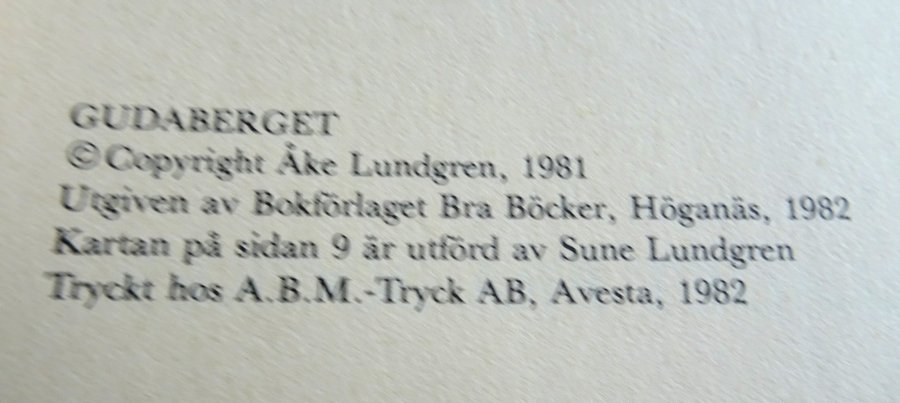 GUDABERGET
© Copyright Åke Lundgren, 1981
Utgiven av Bokförlaget Bra Böcker, Höganäs, 1982
Kartan på sidan 9 är utförd av Sune Lundgren
Tryckt hos A.B.M.-Tryck AB, Avesta, 1982